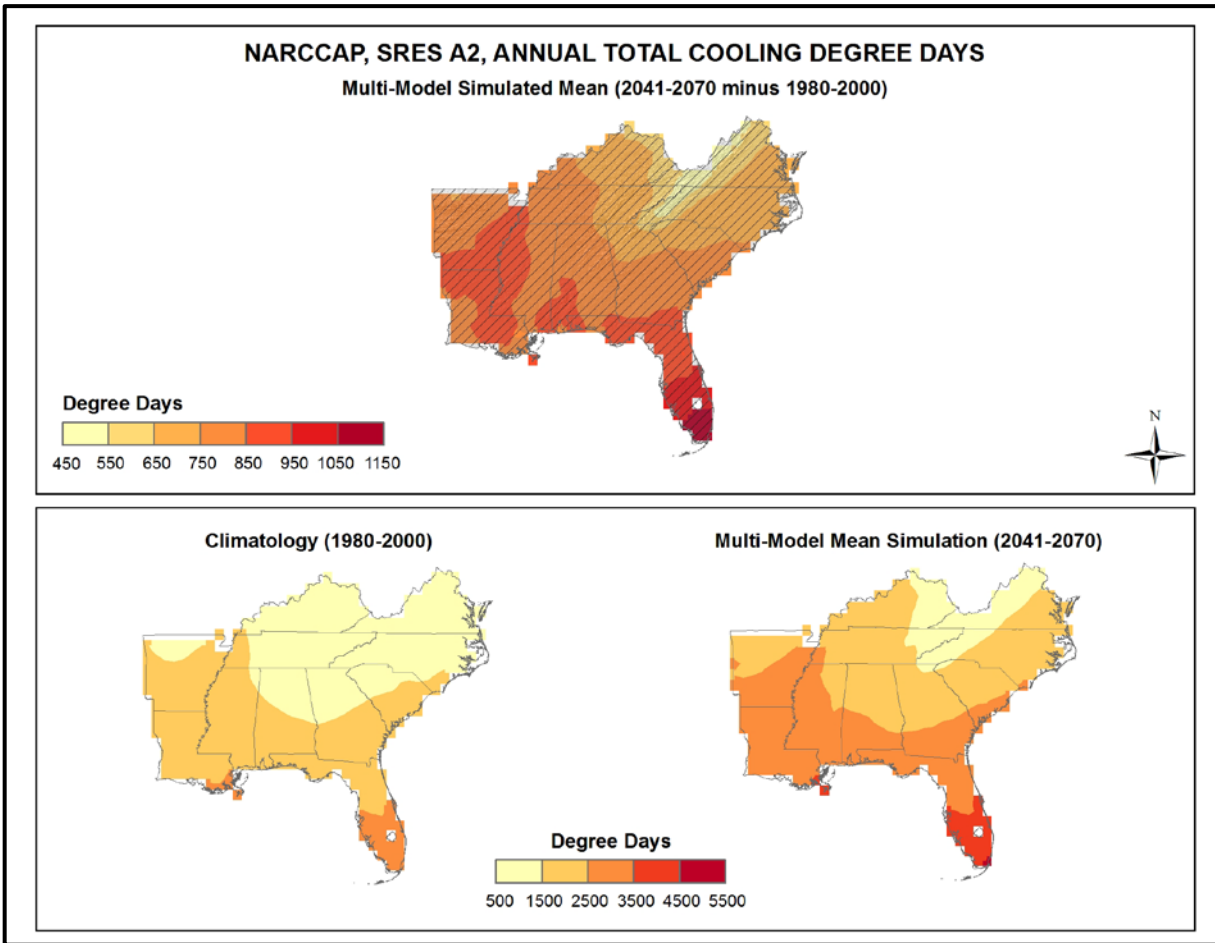 NARCCAP, SRES A2, ANNUAL TOTAL COOLING DEGREE DAYS
Multi-Model Simulated Mean (2041-2070 minus 1980-2000)
Degree Days
450 550 650 750 850 950 1050 1150
N
Climatology (1980-2000)
Multi-Model Mean Simulation (2041-2070)
Degree Days
500 1500 2500 3500 4500 5500